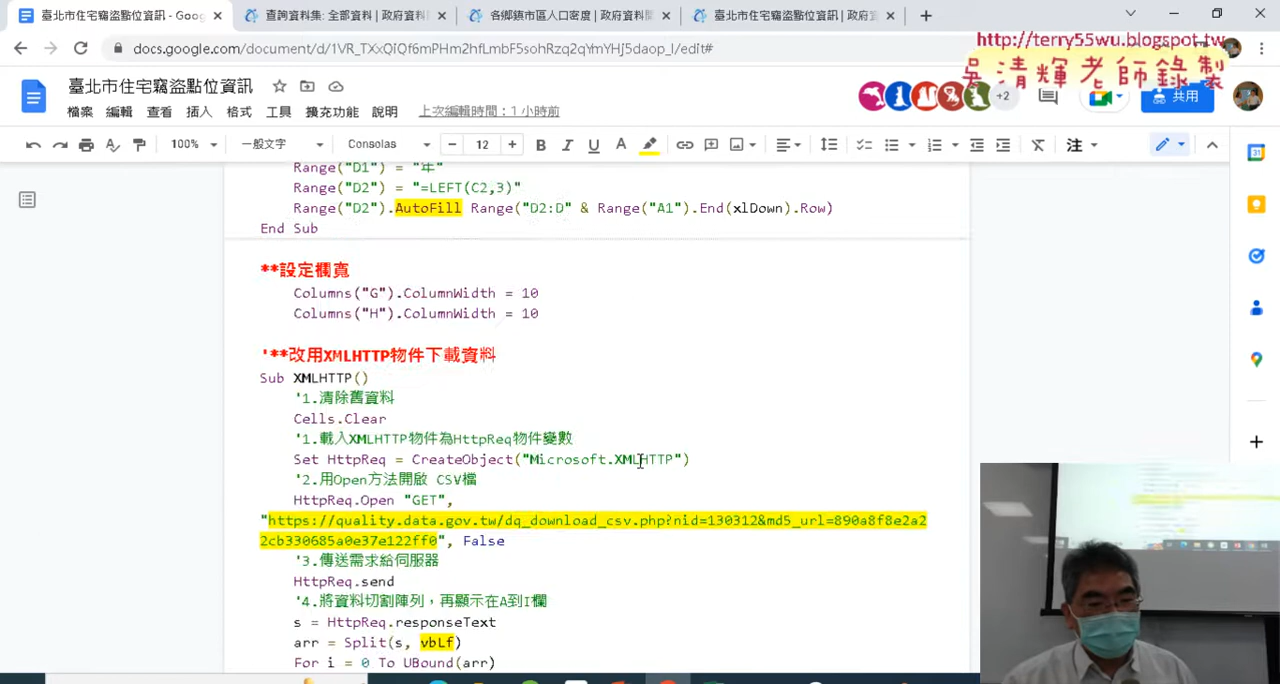 臺北市住宅竊盜點位資訊 - Goog
查詢資料集: 全部資料 | 政府資料
各鄉鎮市區人口密度 | 政府資料開
臺北市住宅竊盜點位資訊 | 政府資
docs.google.com/document/d/1VR_TXxQiQf6mPHm2hfLmbF5sohRzq2qYmYHj5daop_I/edit#
http://terry55wu.blogspot.tw
吳清輝老師錄製
臺北市住宅竊盜點位資訊
檔案 編輯 查看 插入 格式 工具 擴充功能 說明 上次編輯時間：1 小時前
+2
共用
100% 一般文字 Consolas 12 B I U A 注
Range("D1") = "年"
Range("D2") = "=LEFT(C2,3)"
Range("D2").AutoFill Range("D2:D" & Range("A1").End(xlDown).Row)
End Sub
**設定欄寬
Columns("G").ColumnWidth = 10
Columns("H").ColumnWidth = 10
'**改用XMLHTTP物件下載資料
Sub XMLHTTP()
'1.清除舊資料
Cells.Clear
'1.載入XMLHTTP物件為HttpReq物件變數
Set HttpReq = CreateObject("Microsoft.XMLHTTP")
'2.用Open方法開啟 CSV檔
HttpReq.Open "GET",
"https://quality.data.gov.tw/dq_download_csv.php?nid=130312&md5_url=890a8f8e2a2
2cb330685a0e37e122ff0", False
'3.傳送需求給伺服器
HttpReq.send
'4.將資料切割陣列，再顯示在A到I欄
s = HttpReq.responseText
arr = Split(s, vbLf)
For i = 0 To UBound(arr)